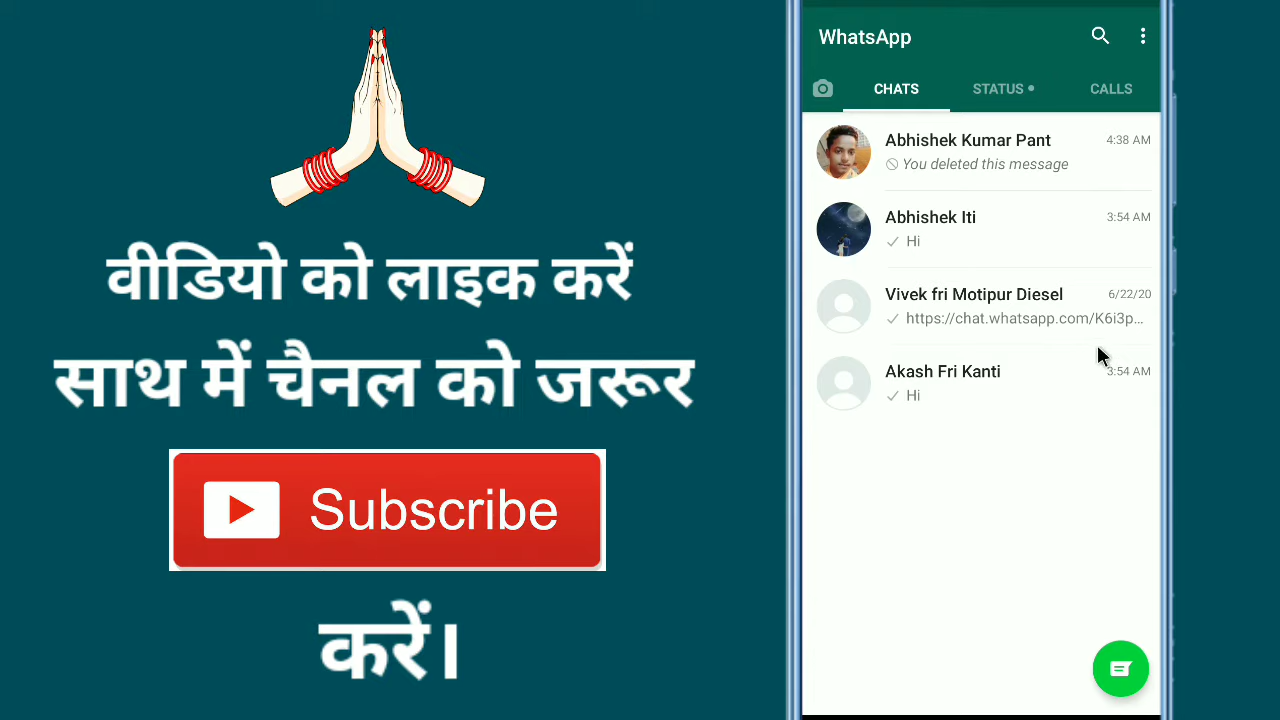 वीडियो को लाइक करें
साथ में चैनल को जरूर
Subscribe
करें।
WhatsApp
CHATS STATUS CALLS
Abhishek Kumar Pant 4:38 AM
You deleted this message
Abhishek Iti 3:54 AM
Hi
Vivek fri Motipur Diesel 6/22/20
https://chat.whatsapp.com/K6i3p...
Akash Fri Kanti 3:54 AM
Hi